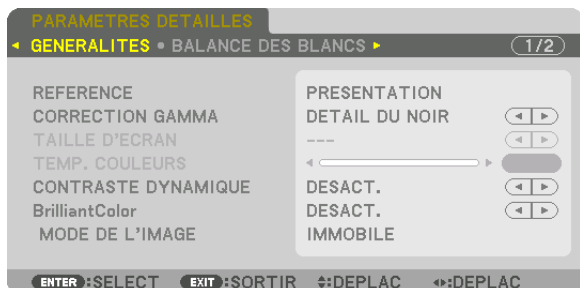 PARAMETRES DETAILLES
GENERALITES • BALANCE DES BLANCS 1/2
REFERENCE PRESENTATION
CORRECTION GAMMA DETAIL DU NOIR
TAILLE D'ECRAN ---
TEMP. COULEURS
CONTRASTE DYNAMIQUE DESACT.
BrilliantColor DESACT.
MODE DE L'IMAGE IMMOBILE
ENTER :SELECT EXIT :SORTIR :DEPLAC :DEPLAC